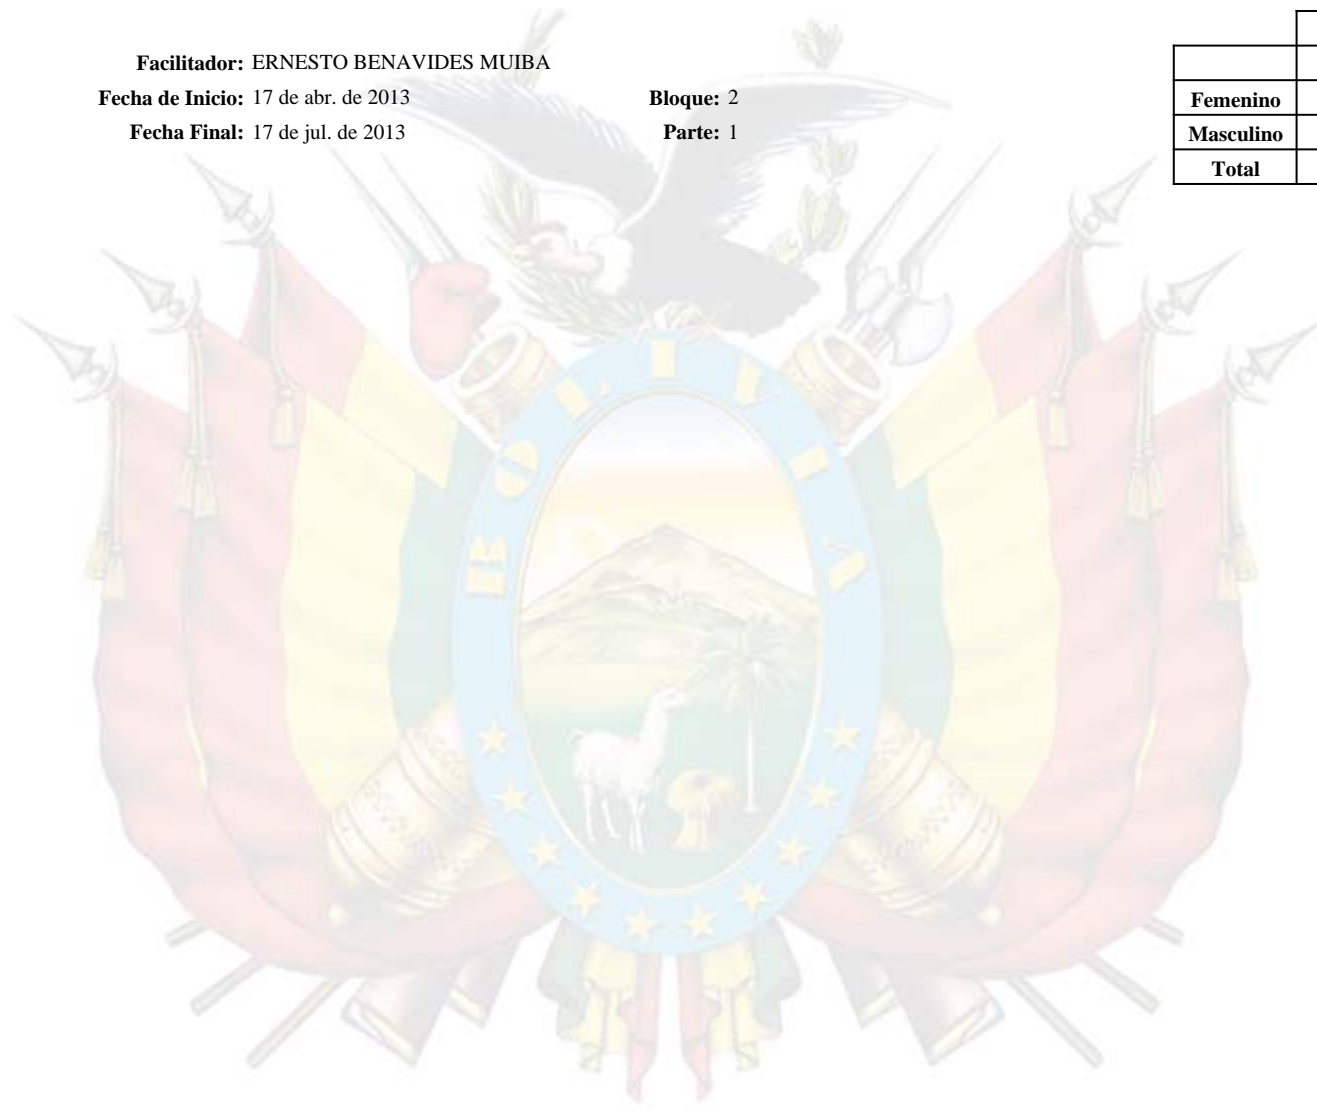 Facilitador: ERNESTO BENAVIDES MUIBA
Fecha de Inicio: 17 de abr. de 2013 Bloque: 2
Fecha Final: 17 de jul. de 2013 Parte: 1
Femenino
Masculino
Total
BOLIVIA